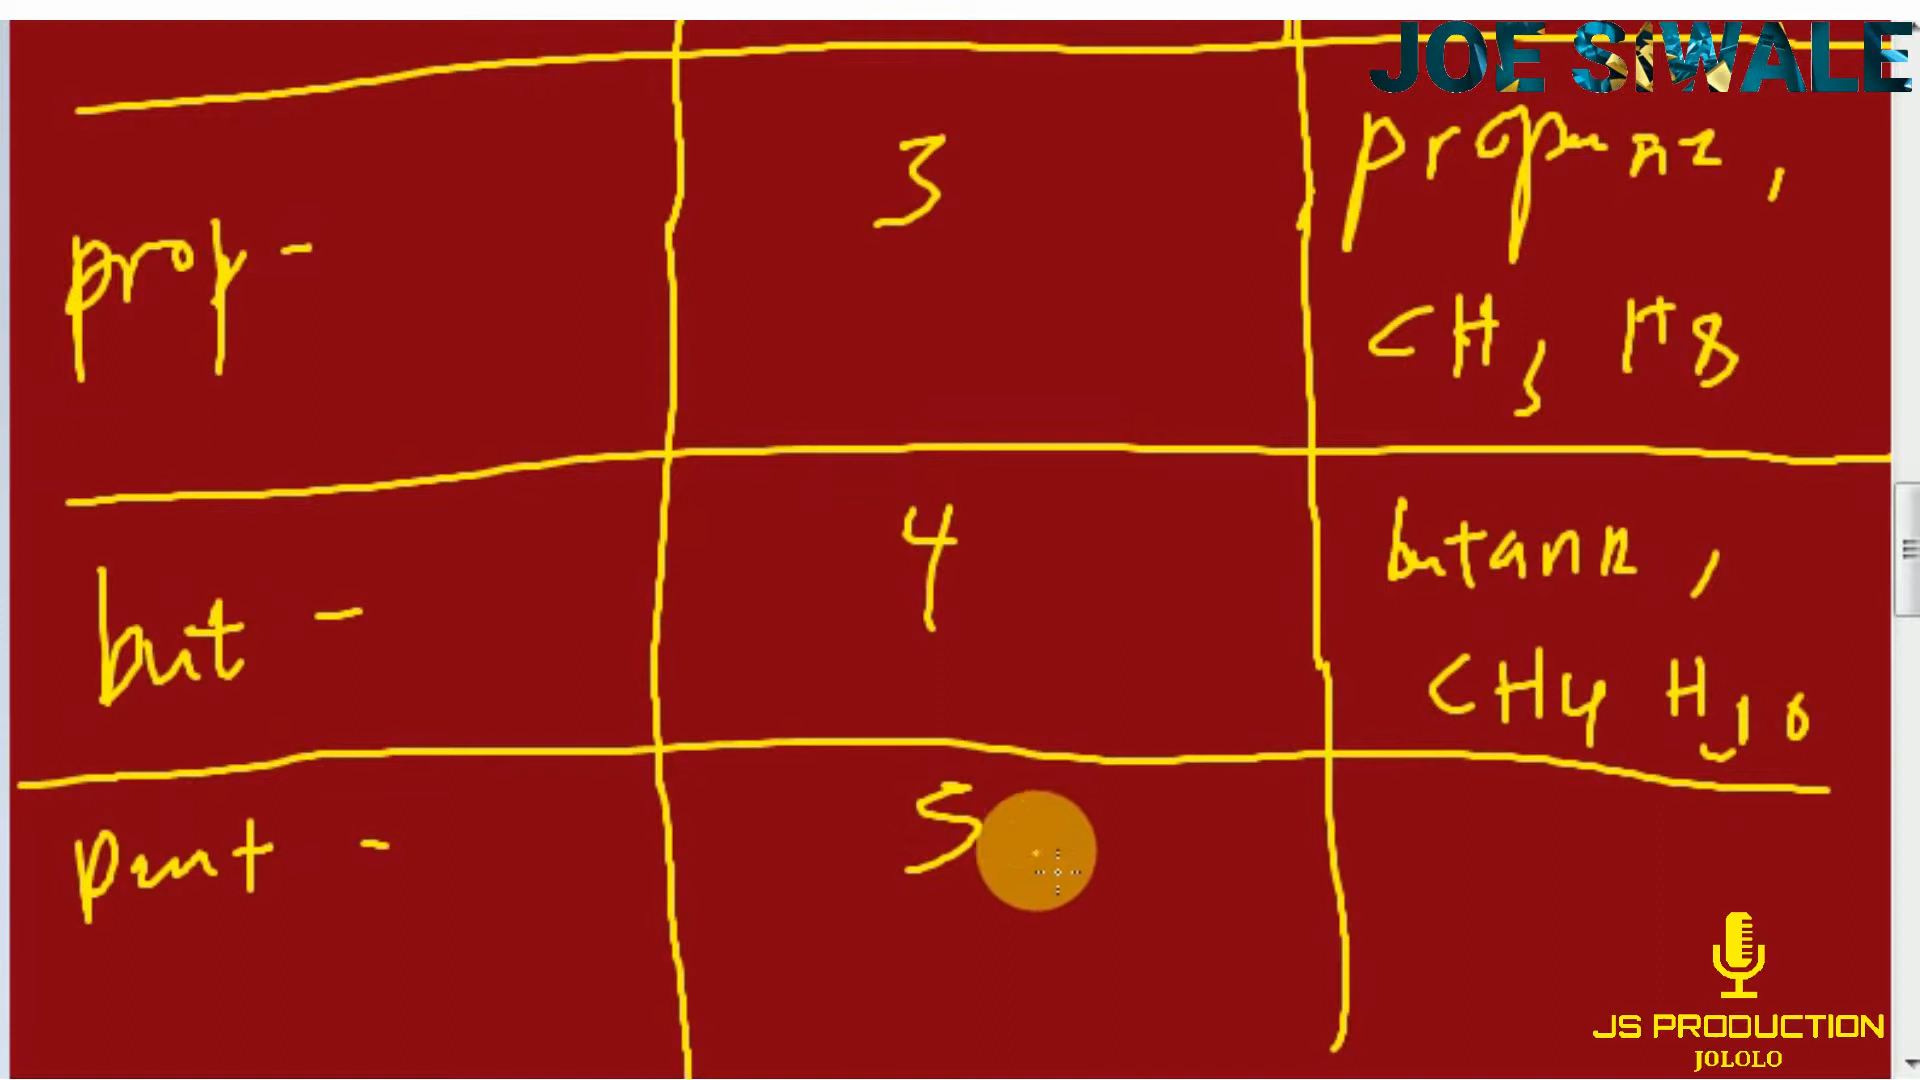 JOE SIWALE
prop - 3 propane,
CH3 H8
but - 4 butane,
CH4 H10
pent - 5
JS PRODUCTION
JOLOLO